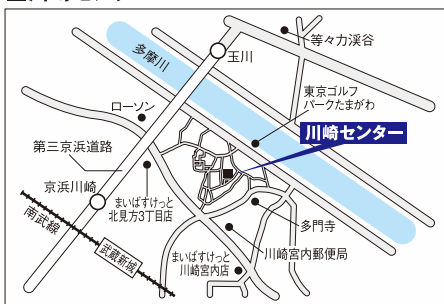 多摩川
玉川
等々力渓谷
東京ゴルフ
パークたまがわ
ローソン
川崎センター
第三京浜道路
まいばすけっと
北見方3丁目店
京浜川崎
南武線
武蔵新城
多門寺
川崎宮内郵便局
まいばすけっと
川崎宮内店